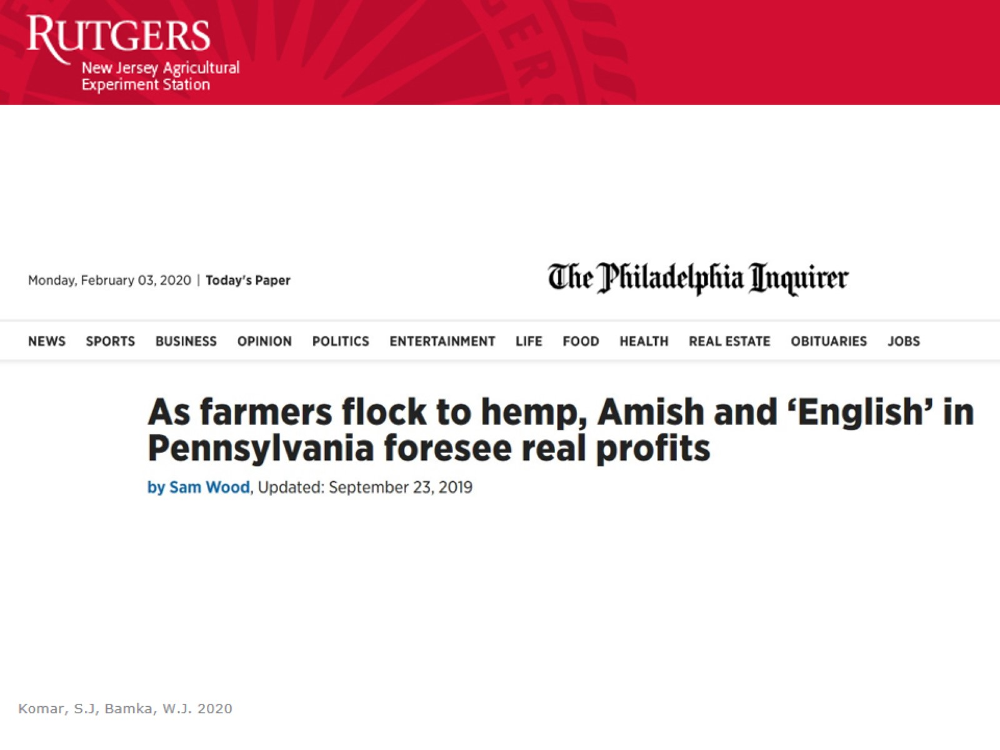 RUTGERS
New Jersey Agricultural
Experiment Station
GERS
Monday, February 03, 2020 | Today's Paper
The Philadelphia Inquirer
NEWS SPORTS BUSINESS OPINION POLITICS ENTERTAINMENT LIFE FOOD HEALTH REAL ESTATE OBITUARIES JOBS
As farmers flock to hemp, Amish and ‘English’ in
Pennsylvania foresee real profits
by Sam Wood, Updated: September 23, 2019
Komar, S.J, Bamka, W.J. 2020